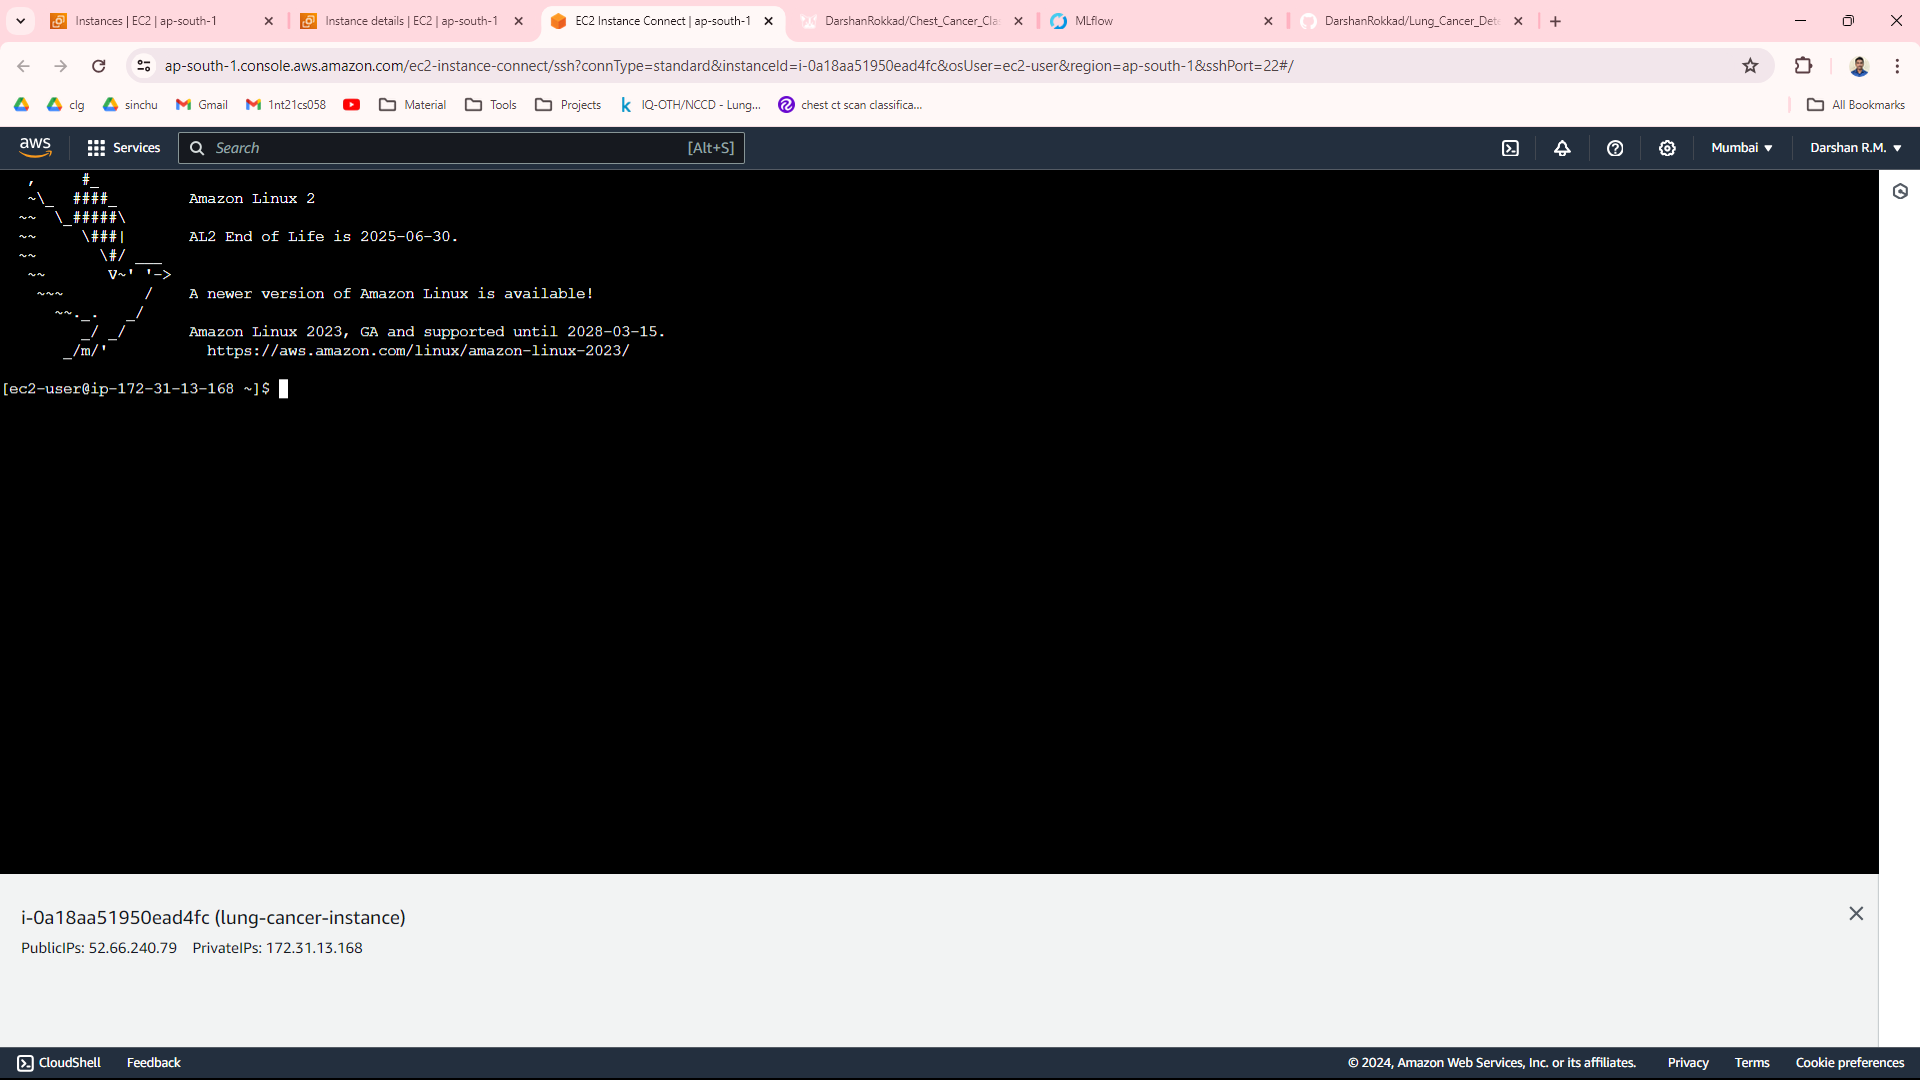 Instances | EC2 | ap-south-1
Instance details | EC2 | ap-south-1
EC2 Instance Connect | ap-south-1
DarshanRokkad/Chest_Cancer_Cla
MLflow
DarshanRokkad/Lung_Cancer_Dete
ap-south-1.console.aws.amazon.com/ec2-instance-connect/ssh?connType=standard&instanceId=i-0a18aa51950ead4fc&osUser=ec2-user&region=ap-south-1&sshPort=22#/
clg
sinchu
Gmail
1nt21cs058
Material
Tools
Projects
IQ-OTH/NCCD - Lung...
chest ct scan classifica...
All Bookmarks
aws
Services
Search
[Alt+S]
Mumbai
Darshan R.M.
   ,     #_
   ~\_  ####_        Amazon Linux 2
  ~~  \_#####\
  ~~     \###|       AL2 End of Life is 2025-06-30.
  ~~       \#/ ___
   ~~       V~' '->
    ~~~         /    A newer version of Amazon Linux is available!
      ~~._.   _/
         _/ _/       Amazon Linux 2023, GA and supported until 2028-03-15.
       _/m/'           https://aws.amazon.com/linux/amazon-linux-2023/
[ec2-user@ip-172-31-13-168 ~]$
i-0a18aa51950ead4fc (lung-cancer-instance)
PublicIPs: 52.66.240.79 PrivateIPs: 172.31.13.168
CloudShell
Feedback
© 2024, Amazon Web Services, Inc. or its affiliates.
Privacy
Terms
Cookie preferences